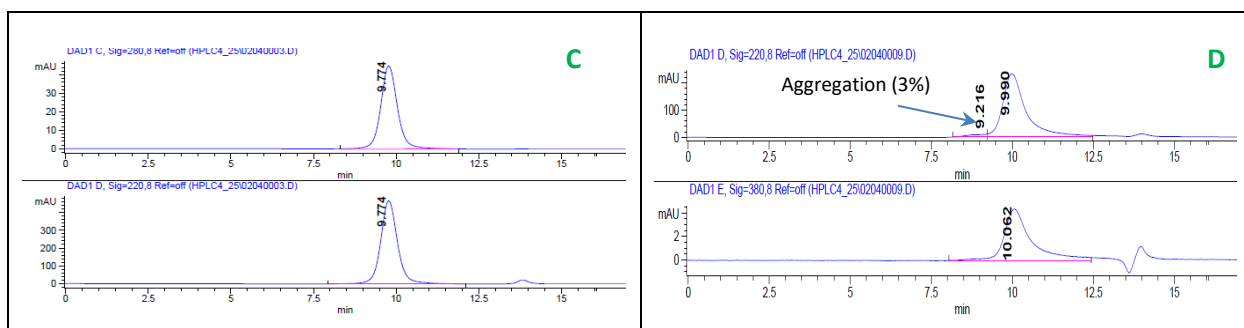 DAD1 C, Sig=280,8 Ref=off (HPLC4_25\02040003.D)
C
mAU
9.774
40
30
20
10
0
0 2.5 5 7.5 10 12.5 15
min
DAD1 D, Sig=220,8 Ref=off (HPLC4_25\02040003.D)
mAU
9.774
300
200
100
0
0 2.5 5 7.5 10 12.5 15
min
DAD1 D, Sig=220,8 Ref=off (HPLC4_25\02040009.D)
D
mAU
Aggregation (3%)
9.216
9.990
100
0
0 2.5 5 7.5 10 12.5 15
min
DAD1 E, Sig=380,8 Ref=off (HPLC4_25\02040009.D)
mAU
10.062
2
0
0 2.5 5 7.5 10 12.5 15
min